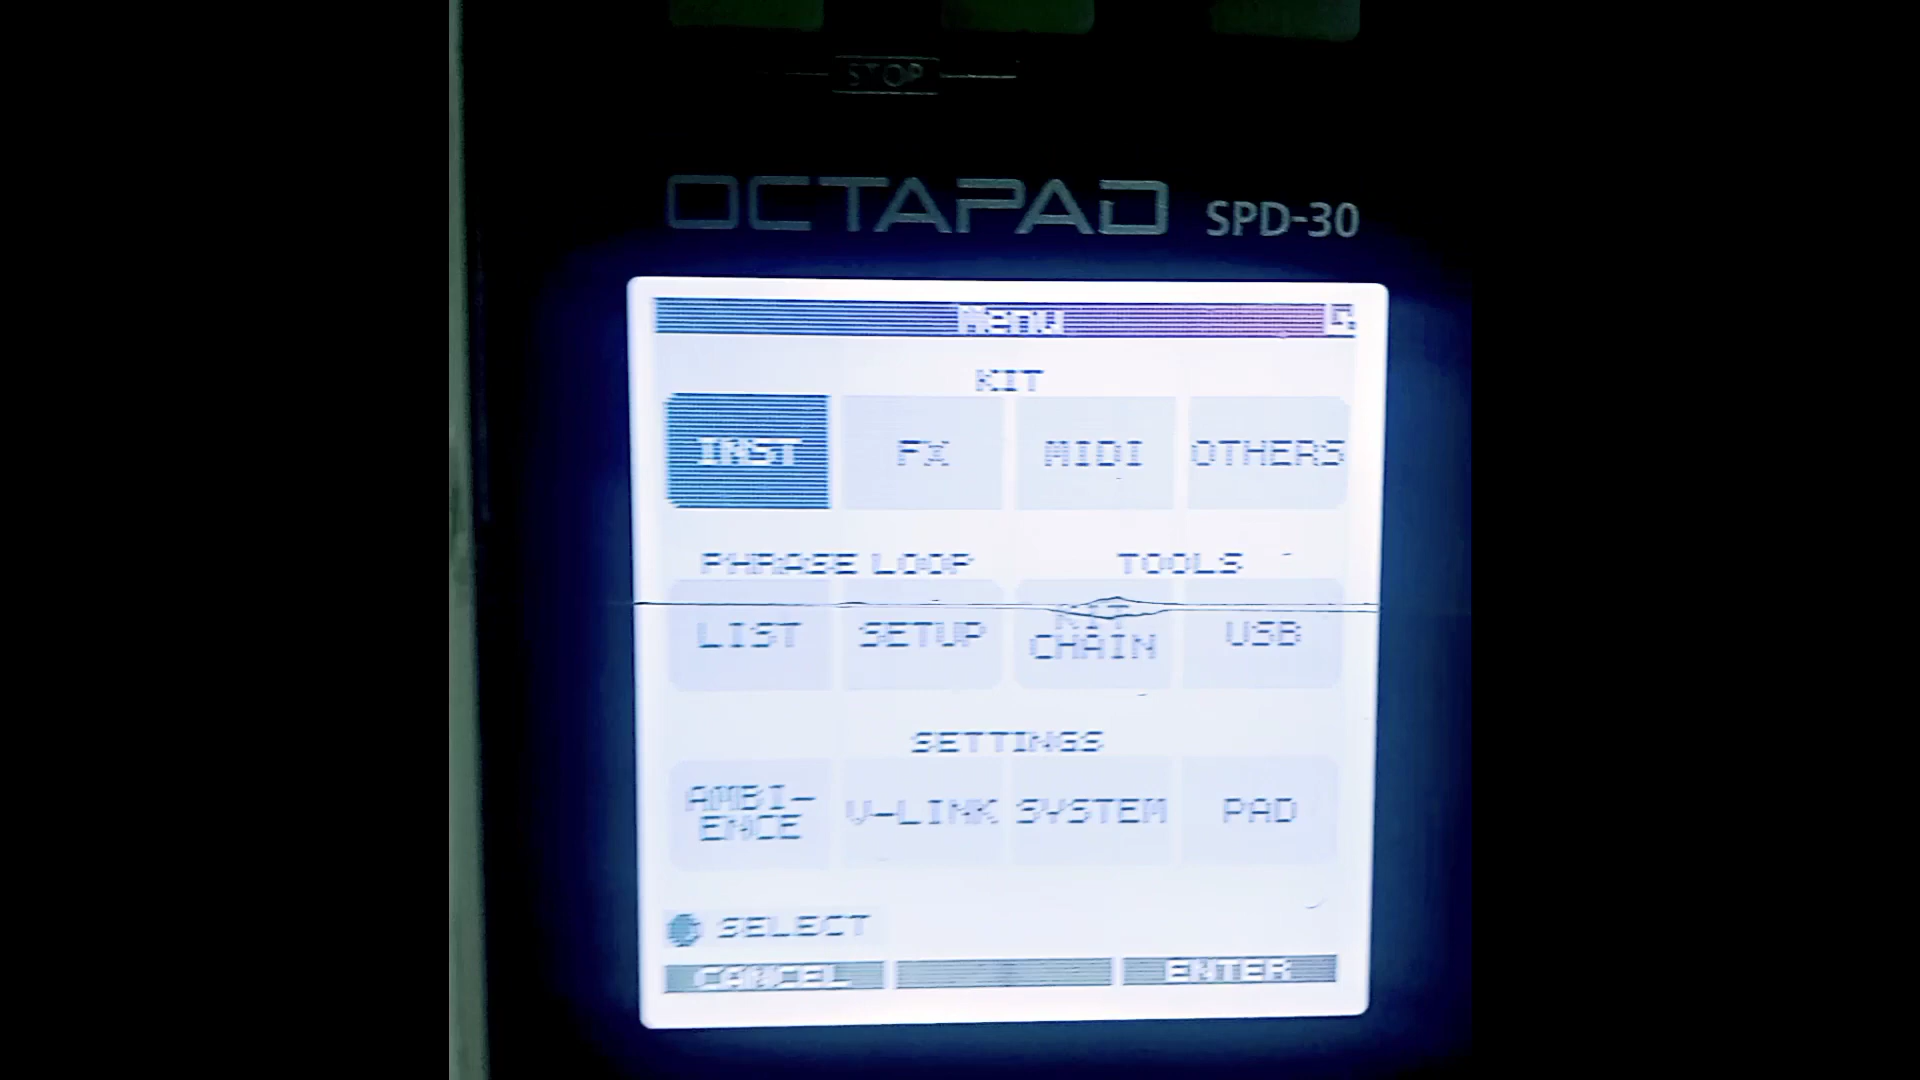 STOP
OCTAPAD SPD-30
Menu
KIT
INST FX MIDI OTHERS
PHRASE LOOP TOOLS
LIST SETUP KIT CHAIN USB
SETTINGS
AMBI-ENCE V-LINK SYSTEM PAD
SELECT
CANCEL ENTER